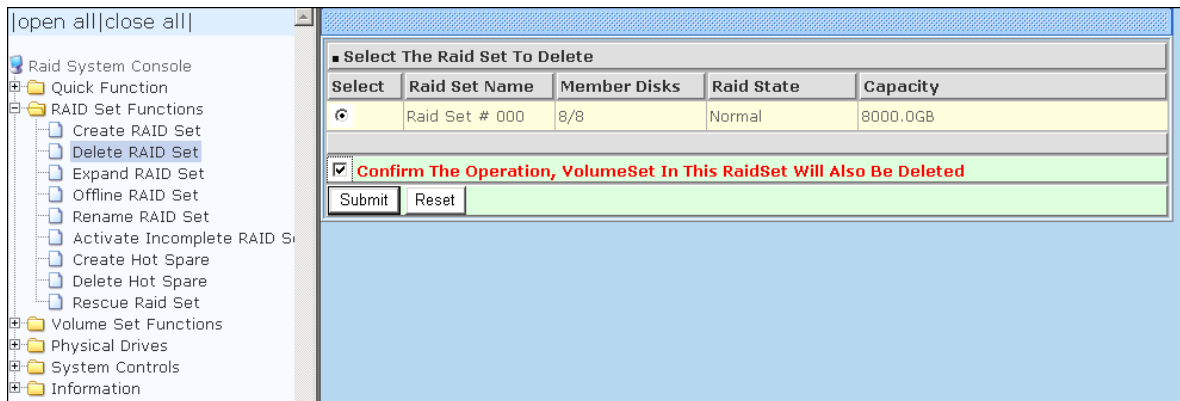 |open all|close all|
Raid System Console
Quick Function
RAID Set Functions
Create RAID Set
Delete RAID Set
Expand RAID Set
Offline RAID Set
Rename RAID Set
Activate Incomplete RAID
Create Hot Spare
Delete Hot Spare
Rescue Raid Set
Volume Set Functions
Physical Drives
System Controls
Information
Select The Raid Set To Delete
Select Raid Set Name Member Disks Raid State Capacity
Raid Set # 000 8/8 Normal 8000.0GB
Confirm The Operation, VolumeSet In This RaidSet Will Also Be Deleted
Submit Reset